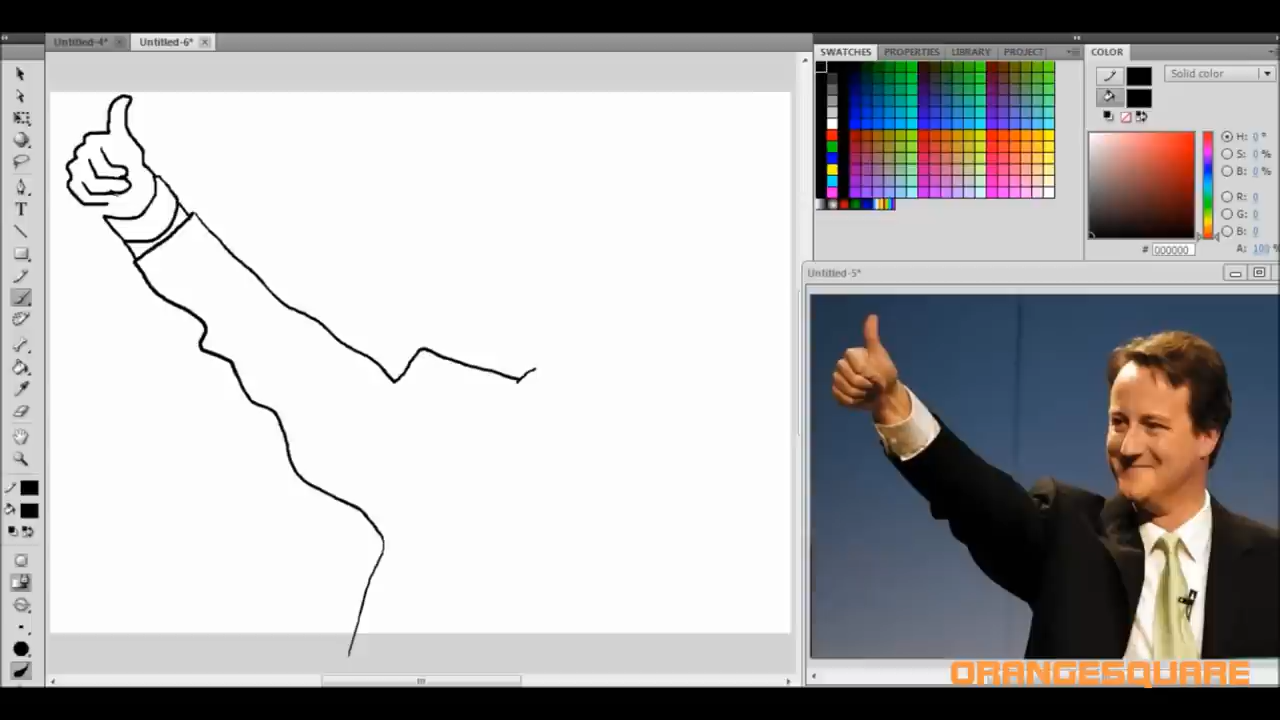 Untitled-4*
Untitled-6*
SWATCHES
PROPERTIES
LIBRARY
PROJECT
COLOR
Solid color
H: 0 °
S: 0 %
B: 0 %
R: 0
G: 0
B: 0
# 000000
A: 100 %
Untitled-5*
T
ORANGESQUARE